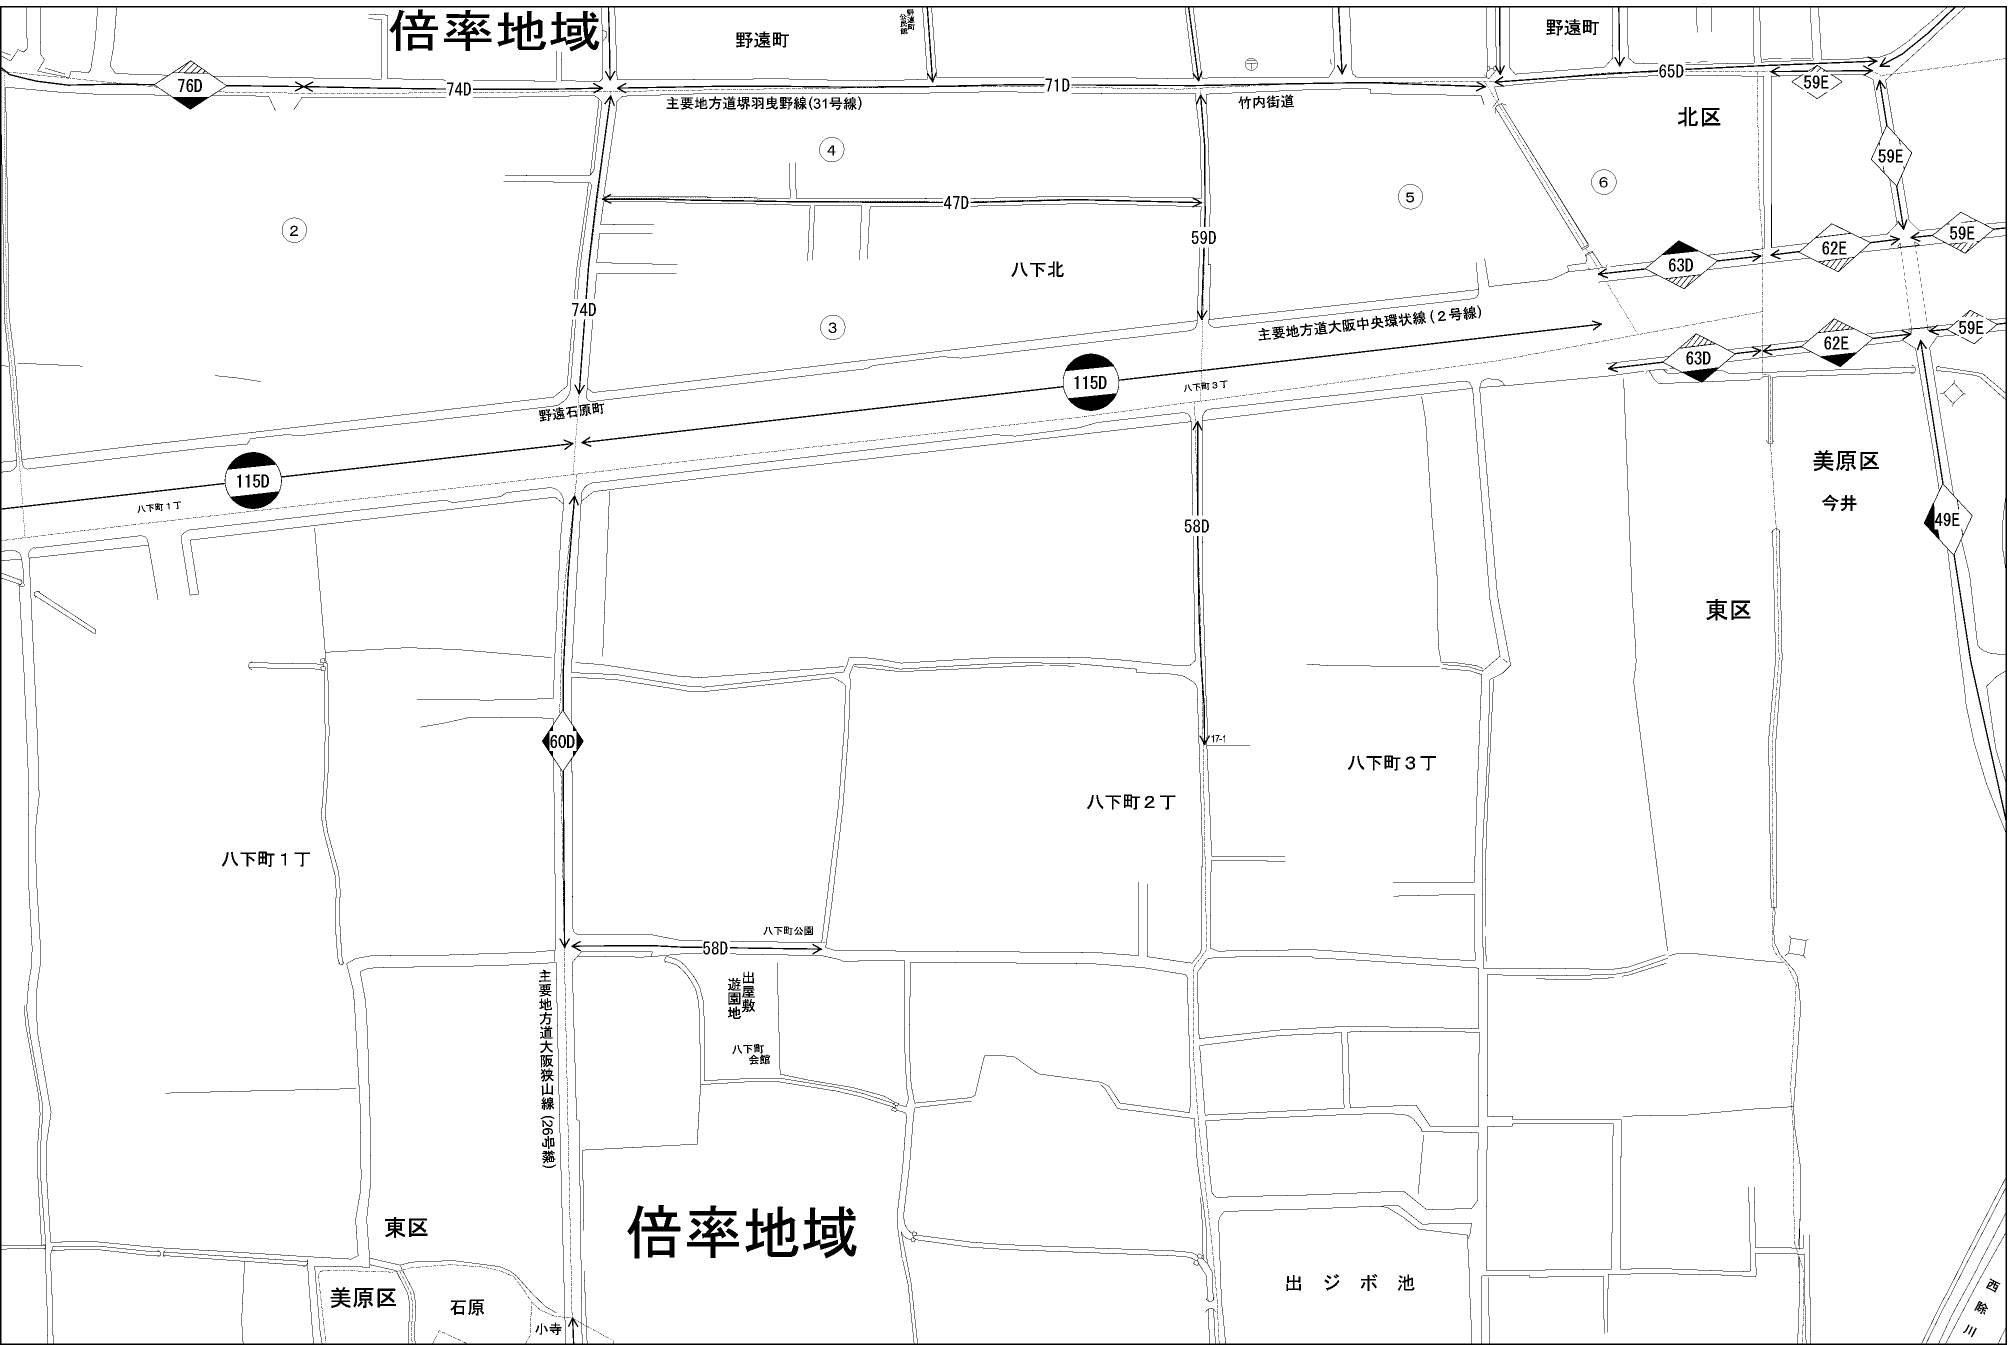 倍率地域
野遠町
野遠町
公民館
野遠町
76D
74D
71D
65D
59E
主要地方道堺羽曳野線(31号線)
竹内街道
北区
④
59E
②
47D
⑤
⑥
59D
八下北
63D
62E
59E
74D
③
主要地方道大阪中央環状線(2号線)
115D
八下町3丁
63D
62E
59E
野遠石原町
115D
八下町1丁
美原区
今井
49E
58D
東区
60D
17-1
八下町3丁
八下町2丁
八下町1丁
八下町公園
58D
主要地方道大阪狭山線(26号線)
出屋敷
遊園地
八下町
会館
東区
倍率地域
美原区
石原
小寺
出ジボ池
西除川